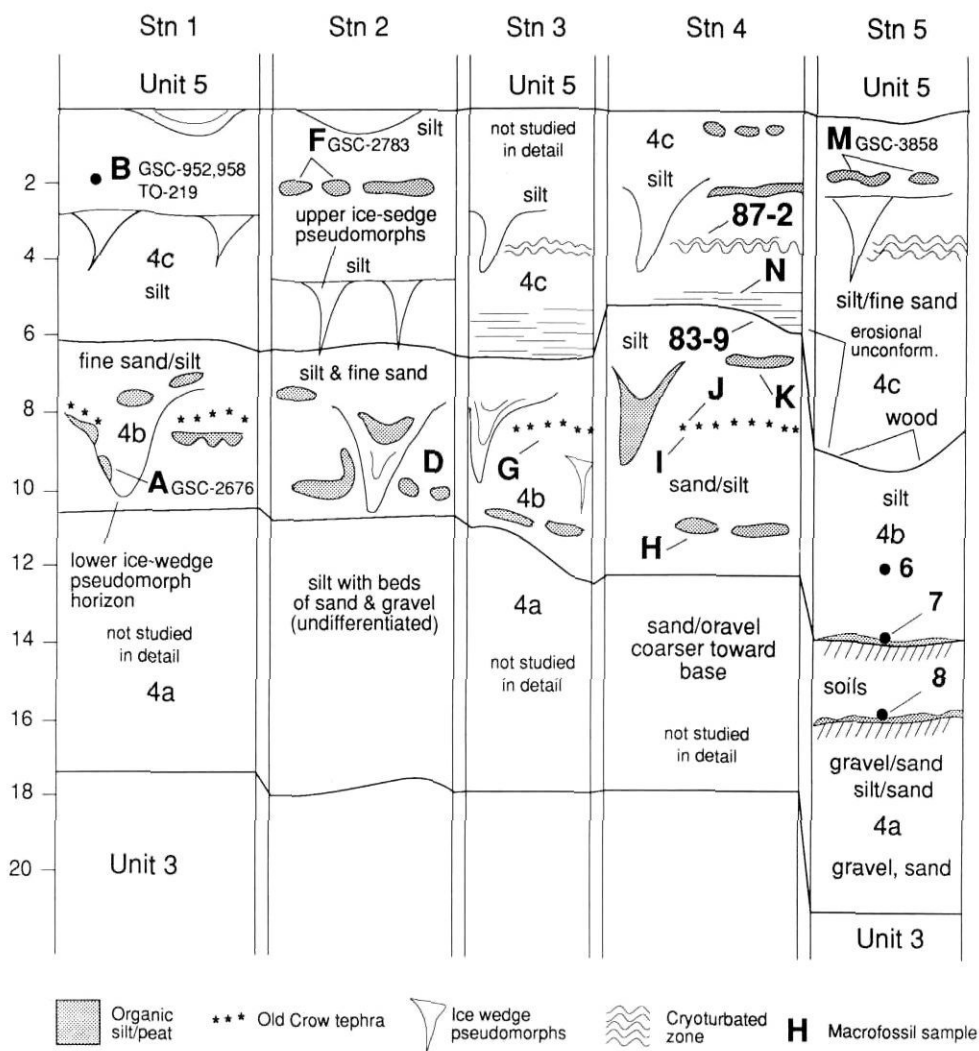 Stn 1
Stn 2
Stn 3
Stn 4
Stn 5
2
4
6
8
10
12
14
16
18
20
Unit 5
B GSC-952,958
TO-219
4c
silt
fine sand/silt
4b
A GSC-2676
lower ice-wedge
pseudomorph
horizon
not studied
in detail
4a
Unit 3
silt
F GSC-2783
upper ice-sedge
pseudomorphs
silt
silt & fine sand
D
silt with beds
of sand & gravel
(undifferentiated)
Unit 5
not studied
in detail
silt
4c
G
4b
4a
not studied
in detail
4c
silt
87-2
N
silt
83-9
J
K
I
sand/silt
H
sand/oravel
coarser toward
base
not studied
in detail
Unit 5
M GSC-3858
silt/fine sand
erosional
unconform.
4c
wood
silt
4b
6
7
soils
8
gravel/sand
silt/sand
4a
gravel, sand
Unit 3
Organic
silt/peat
Old Crow tephra
Ice wedge
pseudomorphs
Cryoturbated
zone
H Macrofossil sample